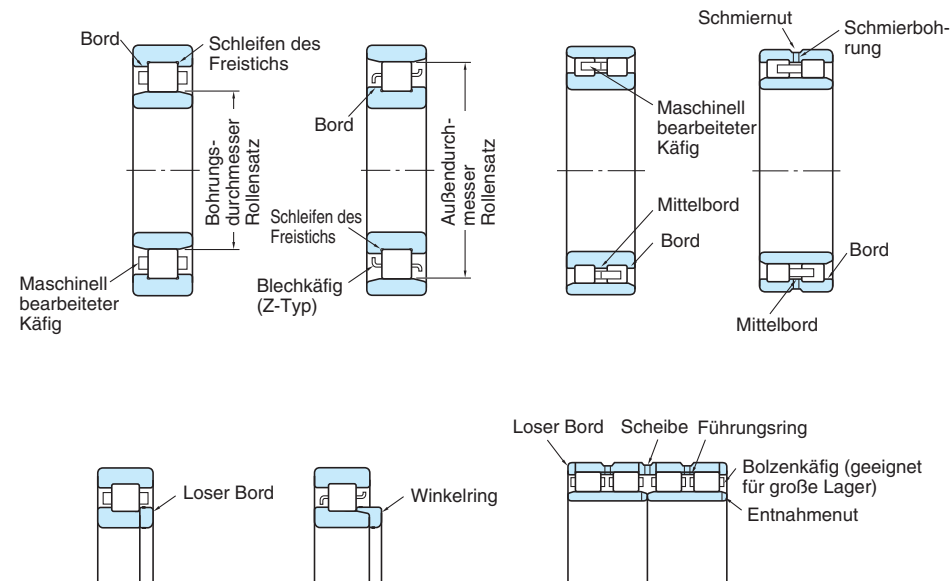 Bord
Schleifen des
Freistichs
Bohrungs-
durchmesser
Rollensatz
Maschinell
bearbeiteter
Käfig
Bord
Außendurch-
messer
Rollensatz
Schleifen des
Freistichs
Blechkäfig
(Z-Typ)
Maschinell
bearbeiteter
Käfig
Mittelbord
Bord
Schmiernut
Schmierboh-
rung
Bord
Mittelbord
Loser Bord
Winkelring
Loser Bord
Scheibe
Führungsring
Bolzenkäfig (geeignet
für große Lager)
Entnahmenut